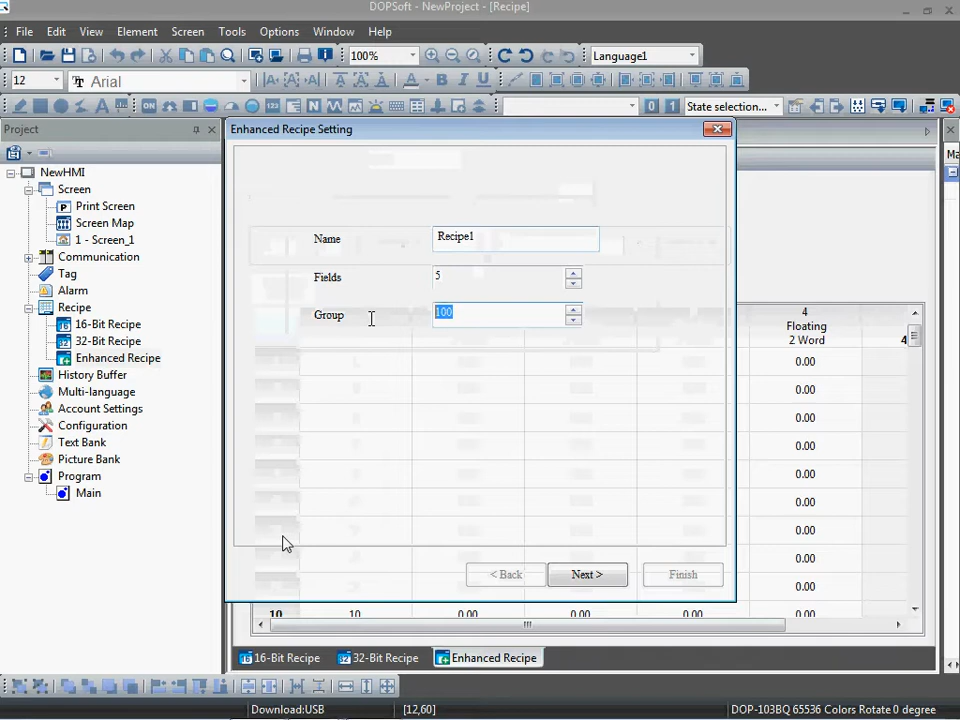 DOPSoft - NewProject - [Recipe]
File Edit View Element Screen Tools Options Window Help
100% Language1
12 Arial
State selection...
Project
Enhanced Recipe Setting
NewHMI
Screen
Print Screen
Screen Map
1 - Screen_1
Communication
Tag
Alarm
Recipe
16-Bit Recipe
32-Bit Recipe
Enhanced Recipe
History Buffer
Multi-language
Account Settings
Configuration
Text Bank
Picture Bank
Program
Main
Name Recipe1
Fields 5
Group 100
4
Floating
2 Word 4
0.00
0.00
0.00
0.00
0.00
0.00
0.00
0.00
0.00
< Back Next > Finish
10 10 0.00 0.00 0.00 0.00
16-Bit Recipe 32-Bit Recipe Enhanced Recipe
Download:USB [12,60] DOP-103BQ 65536 Colors Rotate 0 degree